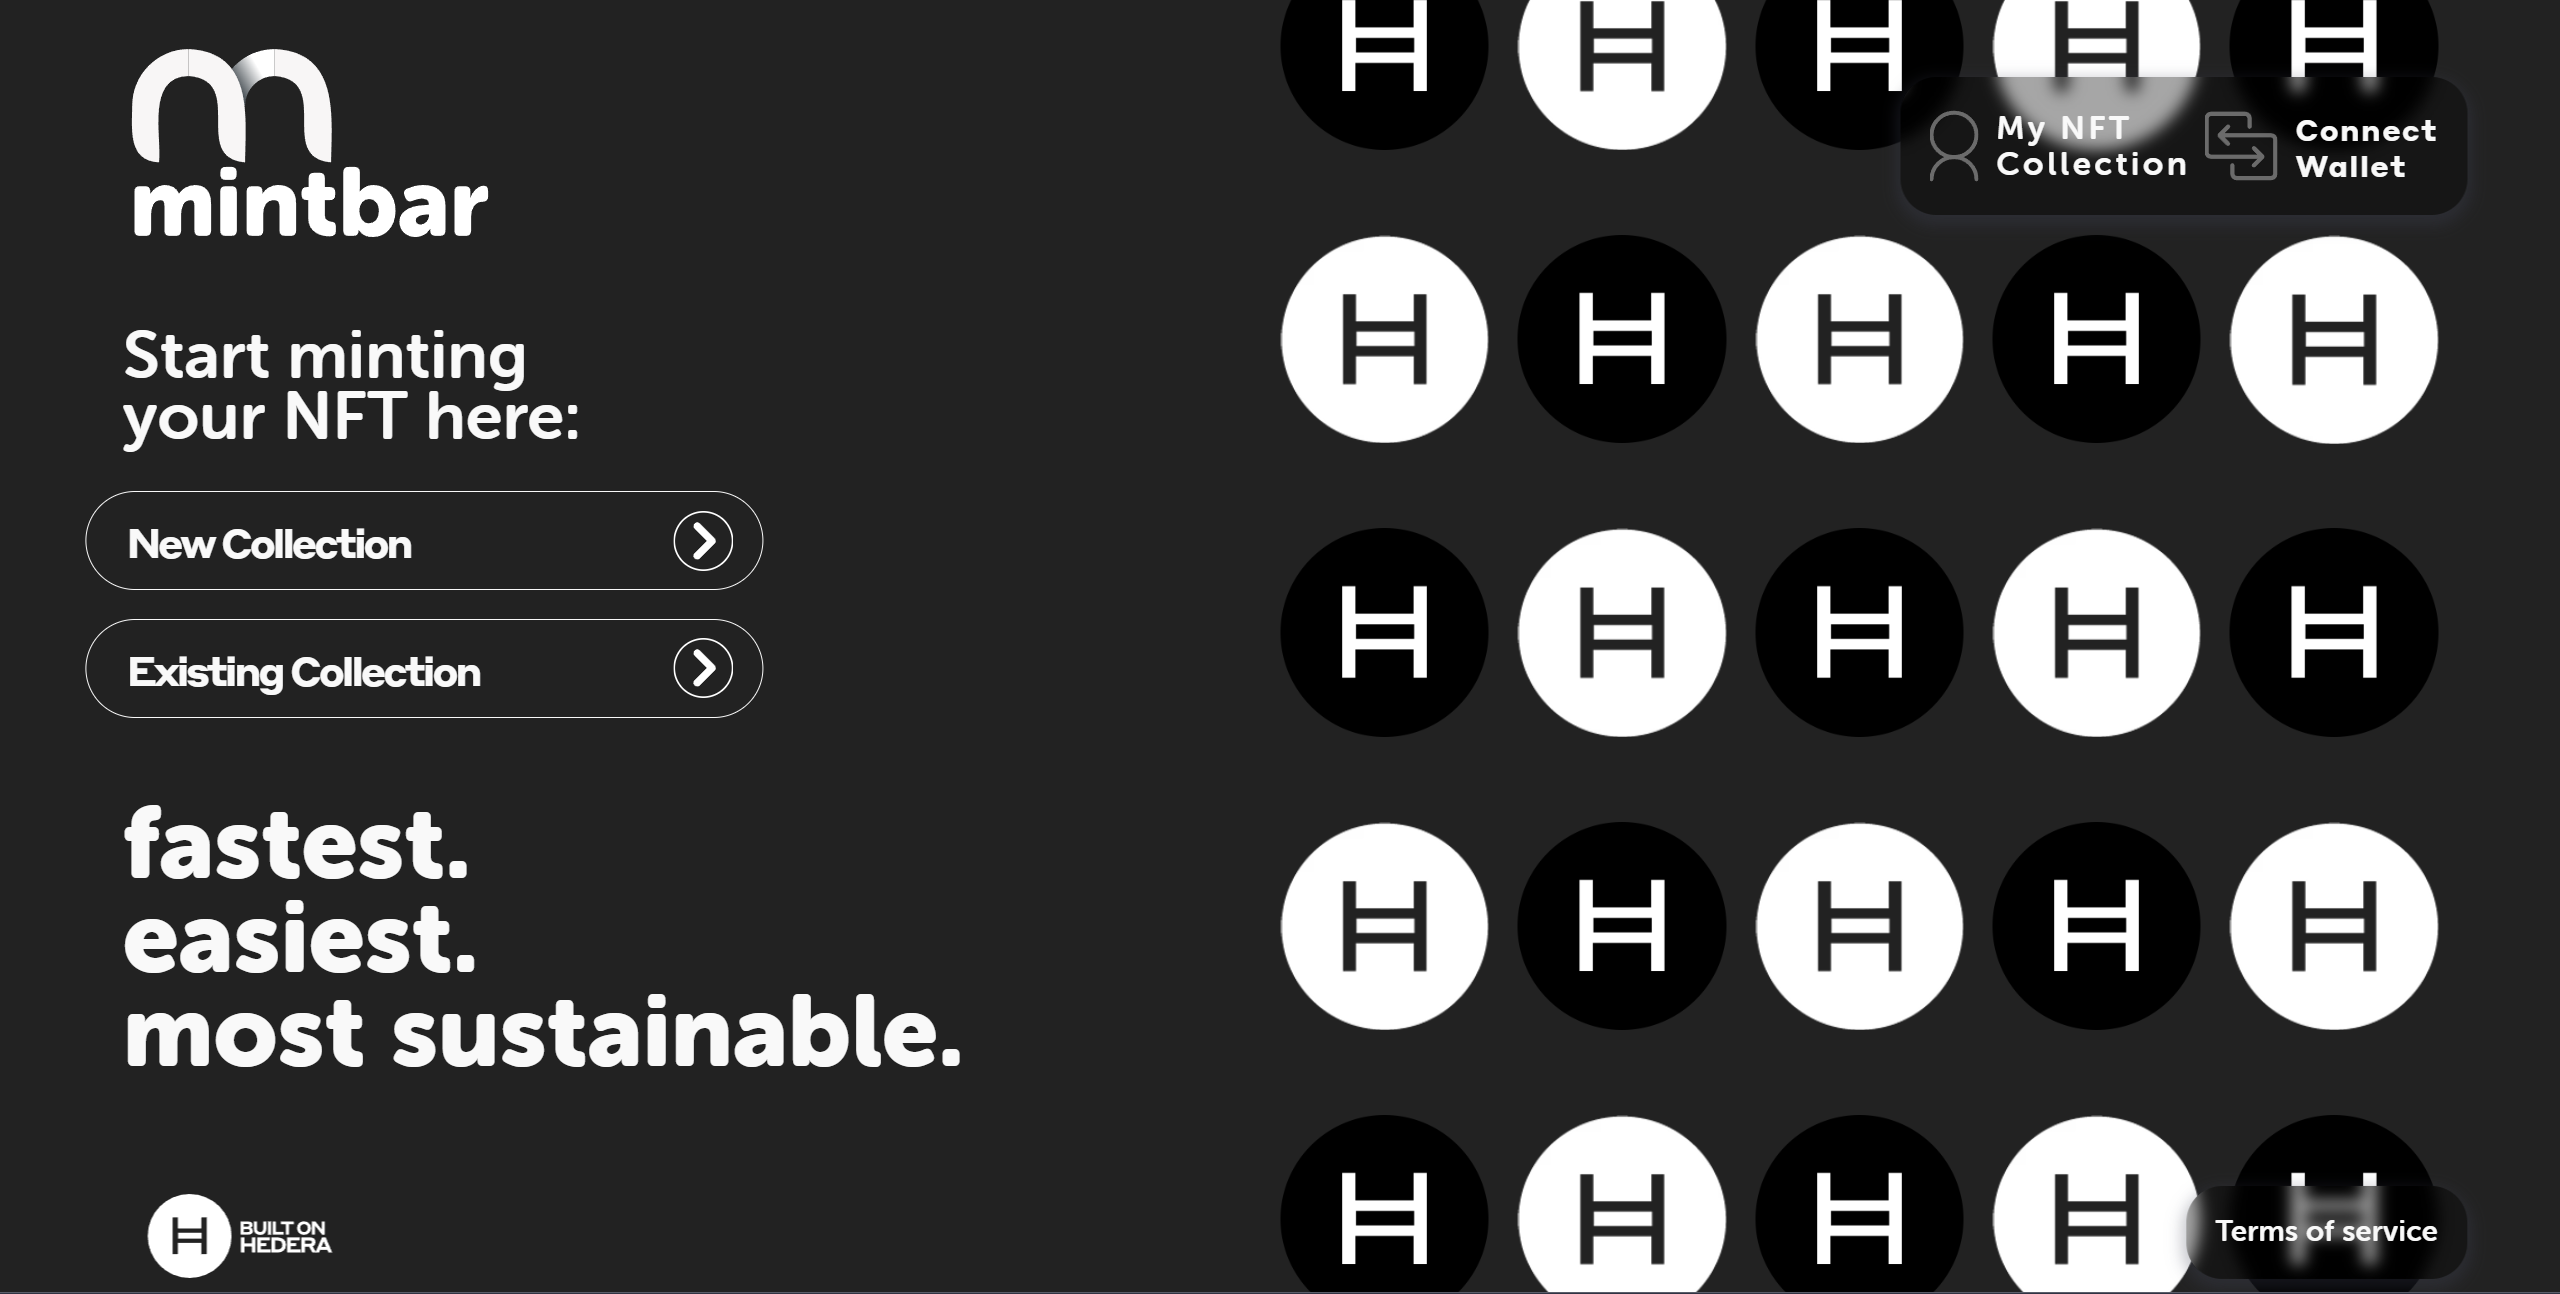 mintbar
My NFT
Collection
Connect
Wallet
Start minting
your NFT here:
New Collection
Existing Collection
fastest.
easiest.
most sustainable.
BUILT ON
HEDERA
Terms of service